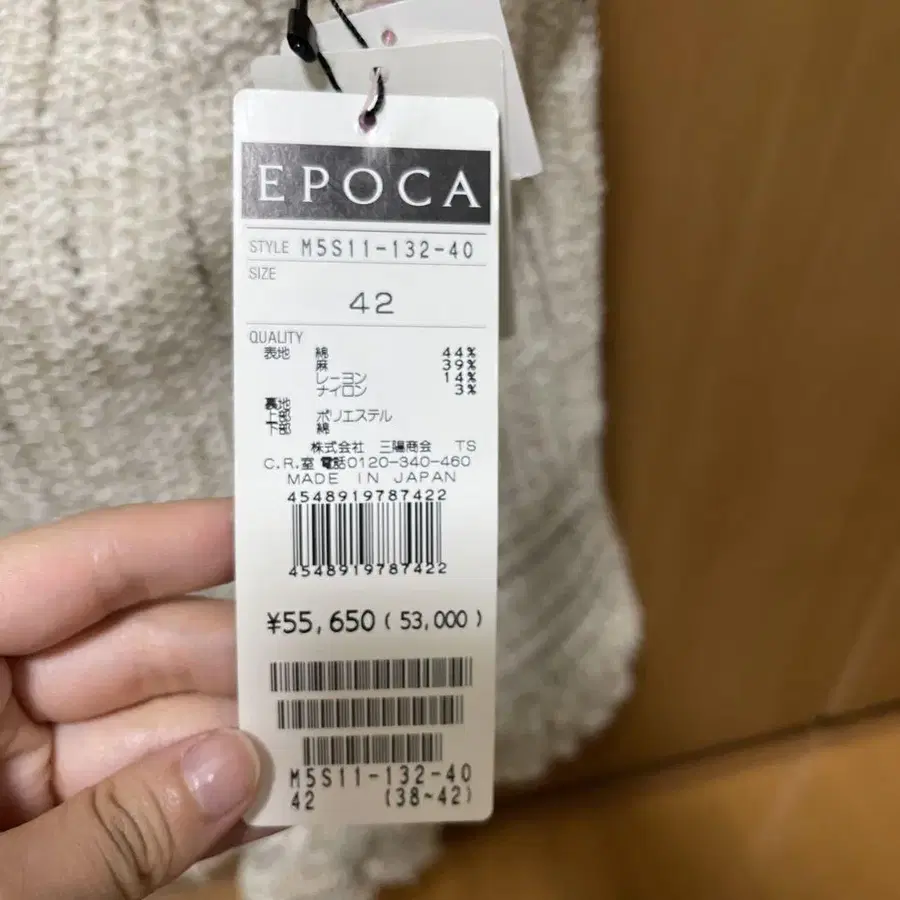 EPOCA
STYLE M5S11-132-40
SIZE
42
QUALITY
表地 綿 44%
麻 39%
レーヨン 14%
ナイロン 3%
裏地
上部 ポリエステル
下部 綿
株式会社 三陽商会 TS
C.R.室 電話0120-340-460
MADE IN JAPAN
4548919787422
4548919787422
¥55,650 ( 53,000 )
M5S11-132-40
42 (38~42)